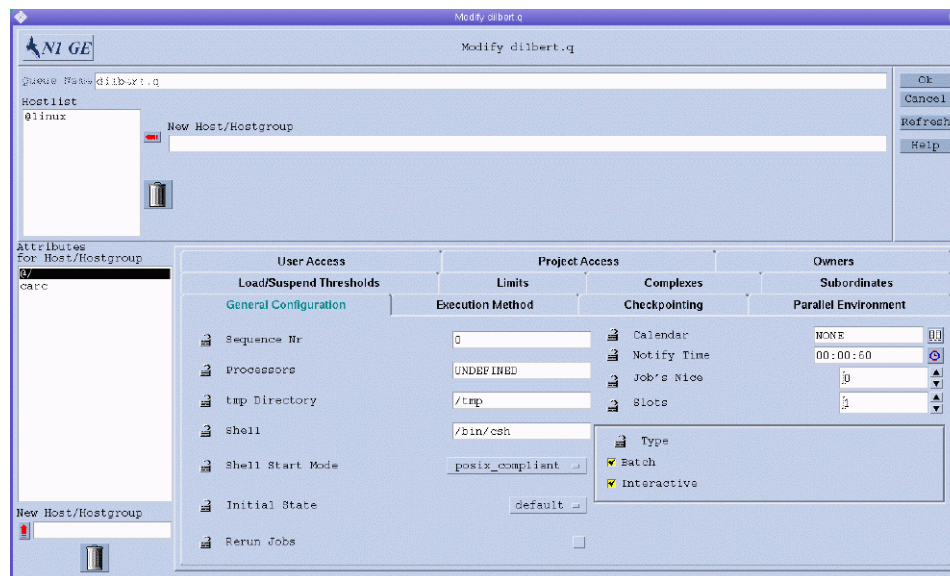 Modify dilbert.q
N1 GE
Modify dilbert.q
Queue Name dilbert.q
Ok
Cancel
Refresh
Help
Hostlist
@linux
New Host/Hostgroup
Attributes
for Host/Hostgroup
@/
carc
New Host/Hostgroup
User Access Project Access Owners
Load/Suspend Thresholds Limits Complexes Subordinates
General Configuration Execution Method Checkpointing Parallel Environment
Sequence Nr 0
Processors UNDEFINED
tmp Directory /tmp
Shell /bin/csh
Shell Start Mode posix_compliant
Initial State default
Rerun Jobs
Calendar NONE
Notify Time 00:00:60
Job's Nice 0
Slots 1
Type
Batch
Interactive